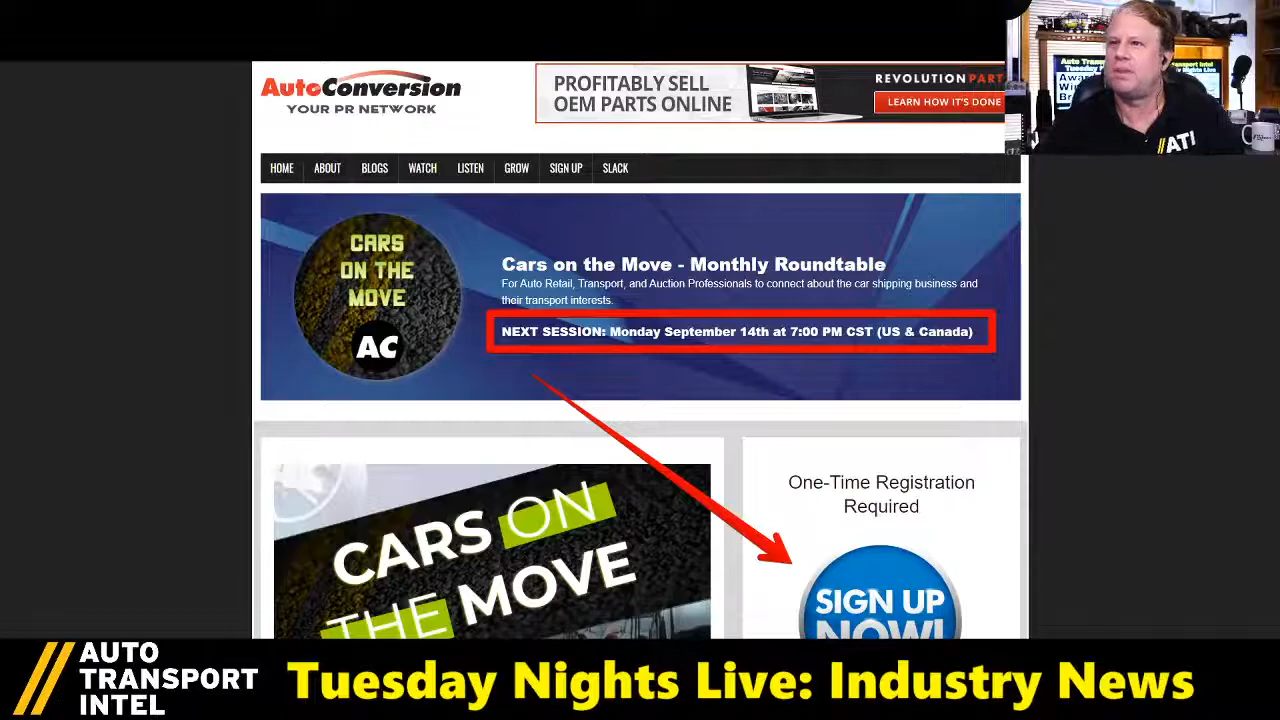 AutoConversion
YOUR PR NETWORK
PROFITABLY SELL
OEM PARTS ONLINE
REVOLUTIONPART
LEARN HOW IT'S DONE
HOME ABOUT BLOGS WATCH LISTEN GROW SIGN UP SLACK
CARS
ON THE
MOVE
AC
Cars on the Move - Monthly Roundtable
For Auto Retail, Transport, and Auction Professionals to connect about the car shipping business and
their transport interests.
NEXT SESSION: Monday September 14th at 7:00 PM CST (US & Canada)
CARS ON
THE MOVE
One-Time Registration
Required
SIGN UP
NOW!
ATI
AUTO
TRANSPORT
INTEL
Tuesday Nights Live: Industry News